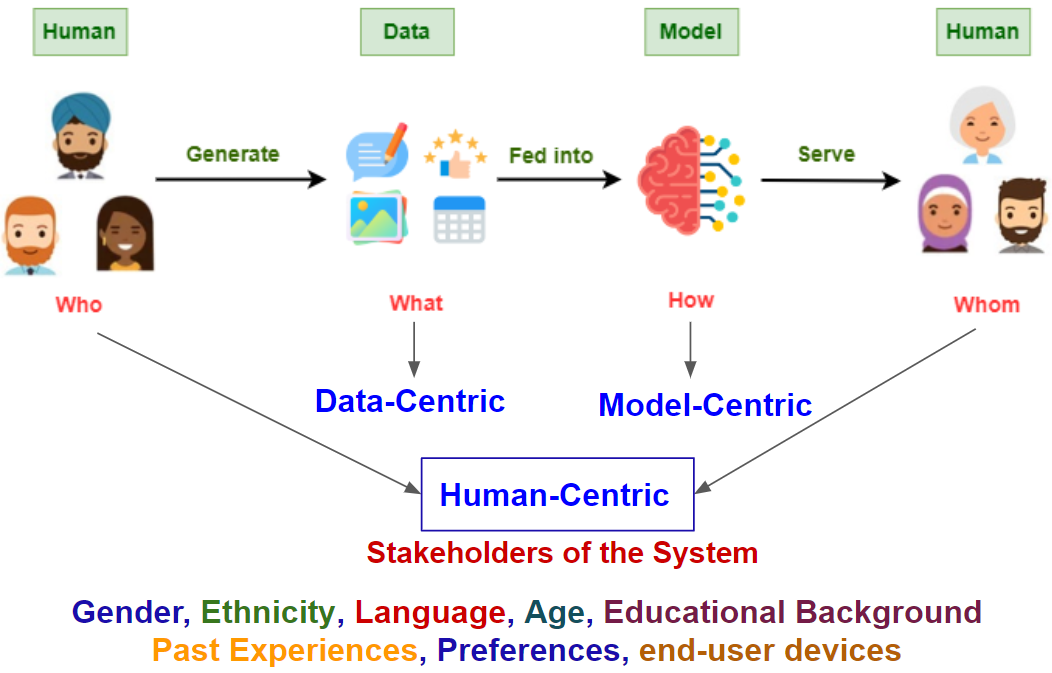 Human
Data
Model
Human
Generate
Fed into
Serve
Who
What
How
Whom
Data-Centric
Model-Centric
Human-Centric
Stakeholders of the System
Gender, Ethnicity, Language, Age, Educational Background
Past Experiences, Preferences, end-user devices